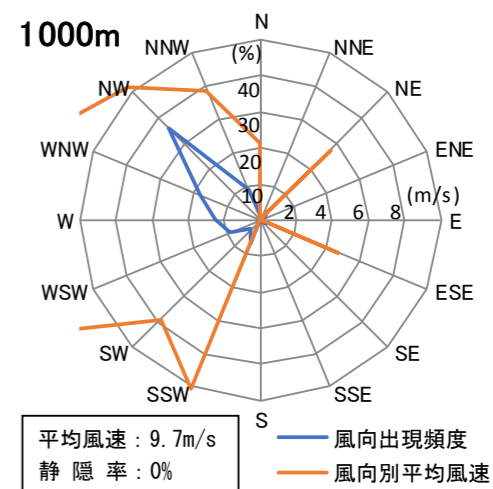 1000m
N
NNW
NNE
(%)
NW
40
NE
30
WNW
20
ENE
10
2
4
6
8
(m/s)
W
E
WSW
ESE
SW
SE
SSW
SSE
S
平均風速：9.7m/s
静 隠 率：0%
風向出現頻度
風向別平均風速